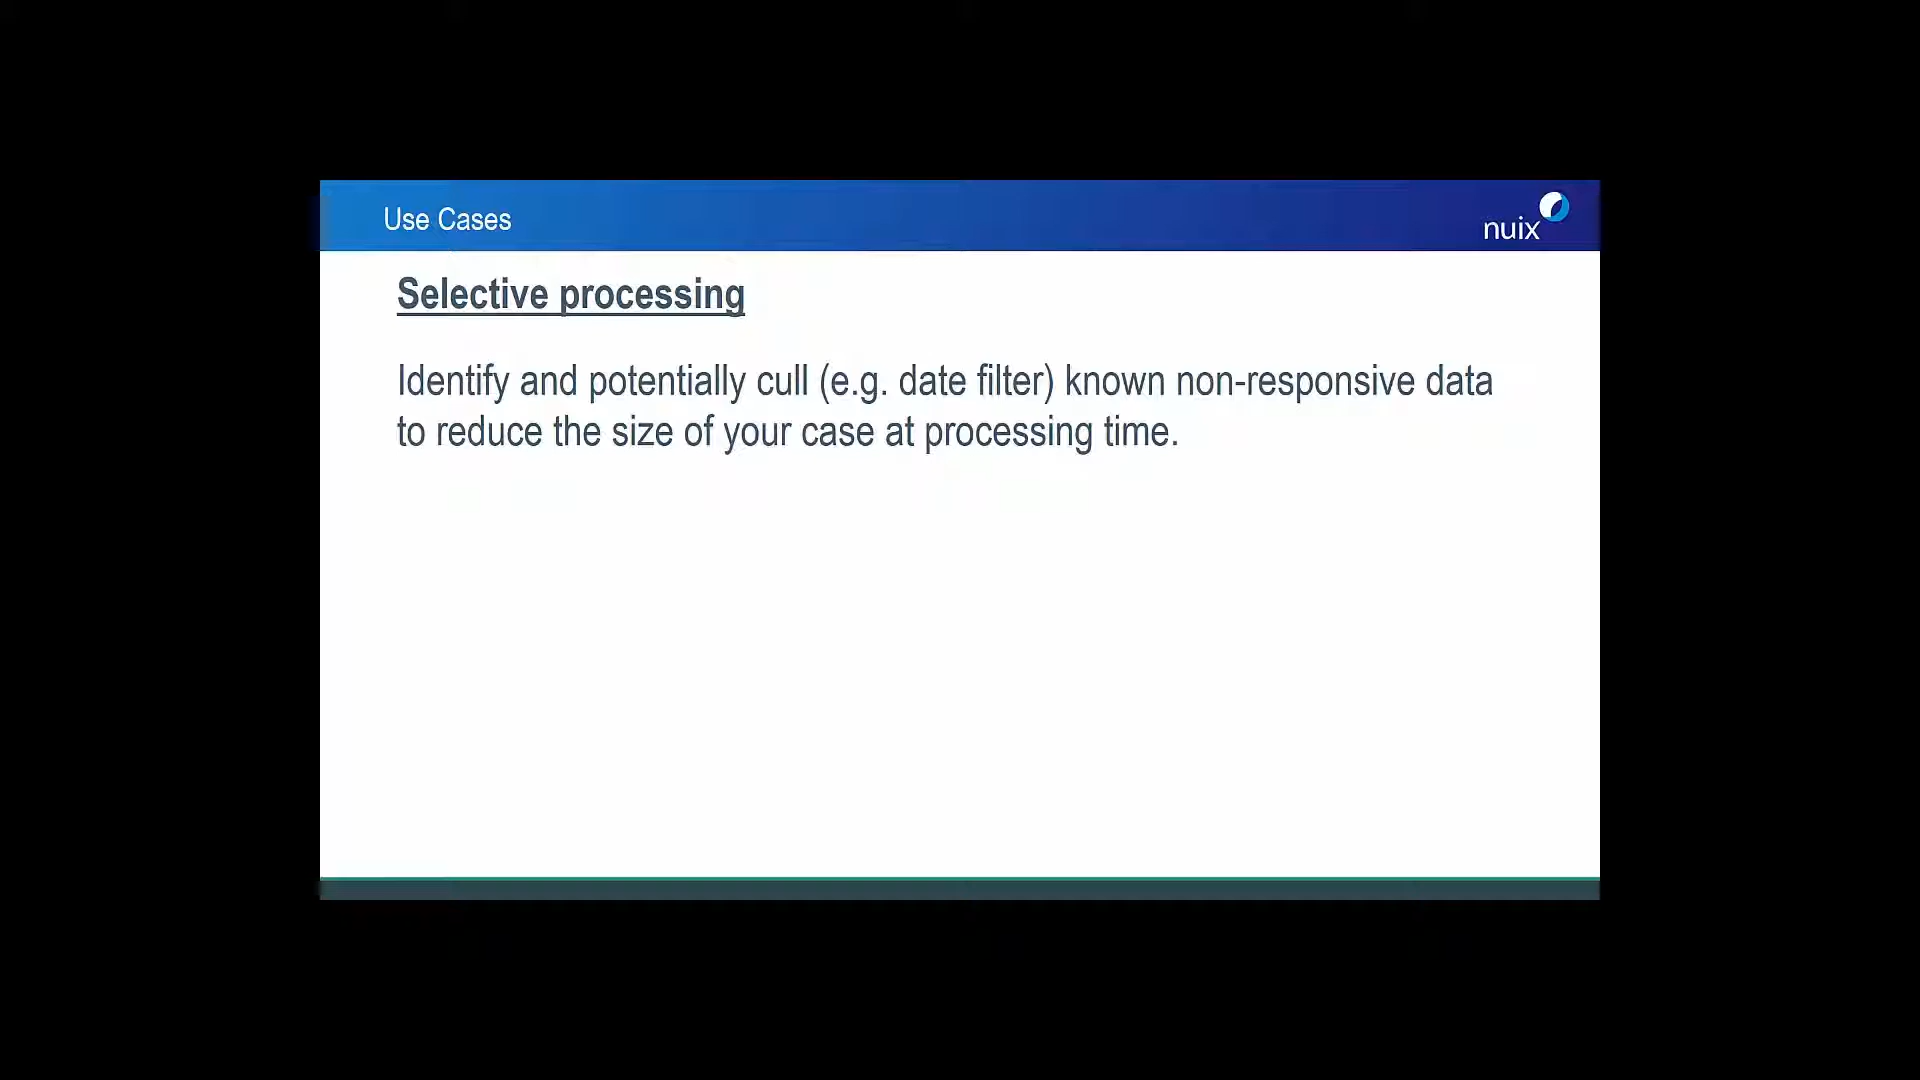 Use Cases
nuix
Selective processing
Identify and potentially cull (e.g. date filter) known non-responsive data
to reduce the size of your case at processing time.